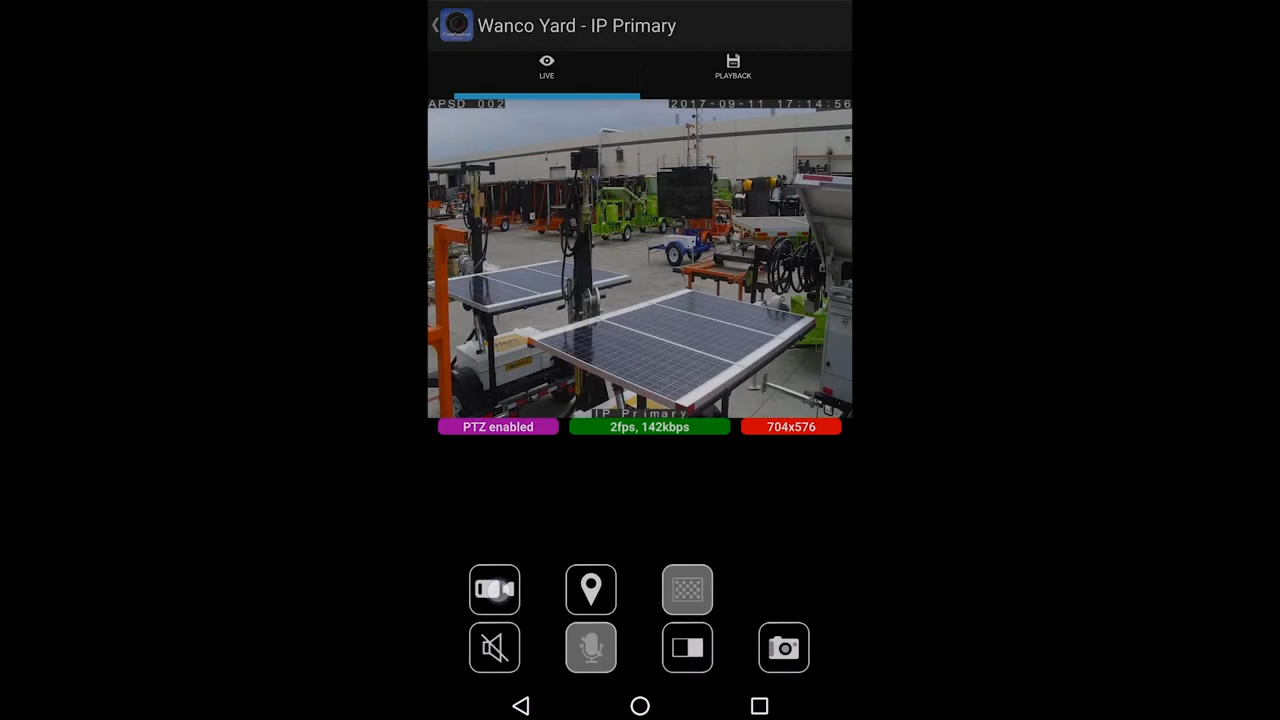 Wanco Yard - IP Primary
LIVE
PLAYBACK
APSD 002
2017-09-11 17:14:56
IP Primary
PTZ enabled
2fps, 142kbps
704x576